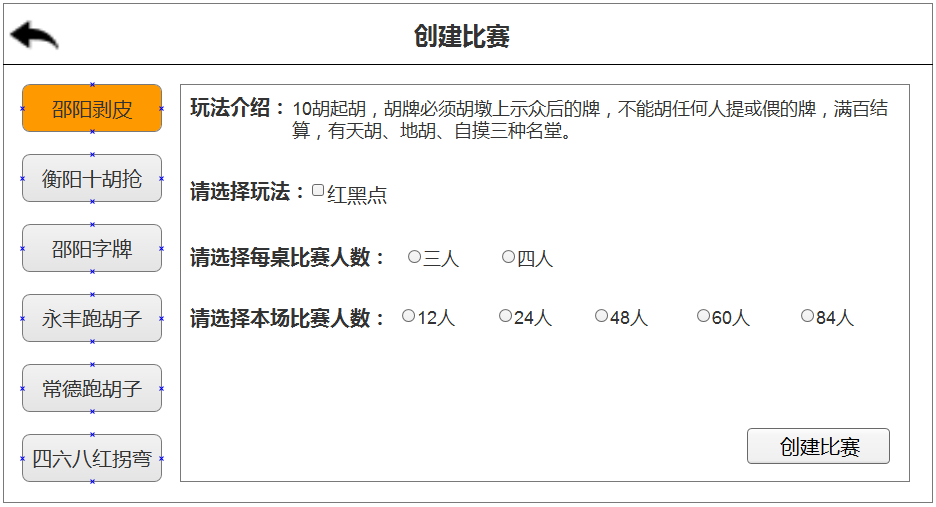 创建比赛
邵阳剥皮
衡阳十胡抢
邵阳字牌
永丰跑胡子
常德跑胡子
四六八红拐弯
玩法介绍：10胡起胡，胡牌必须胡墩上示众后的牌，不能胡任何人提或偎的牌，满百结
算，有天胡、地胡、自摸三种名堂。
请选择玩法：红黑点
请选择每桌比赛人数： 三人 四人
请选择本场比赛人数： 12人 24人 48人 60人 84人
创建比赛